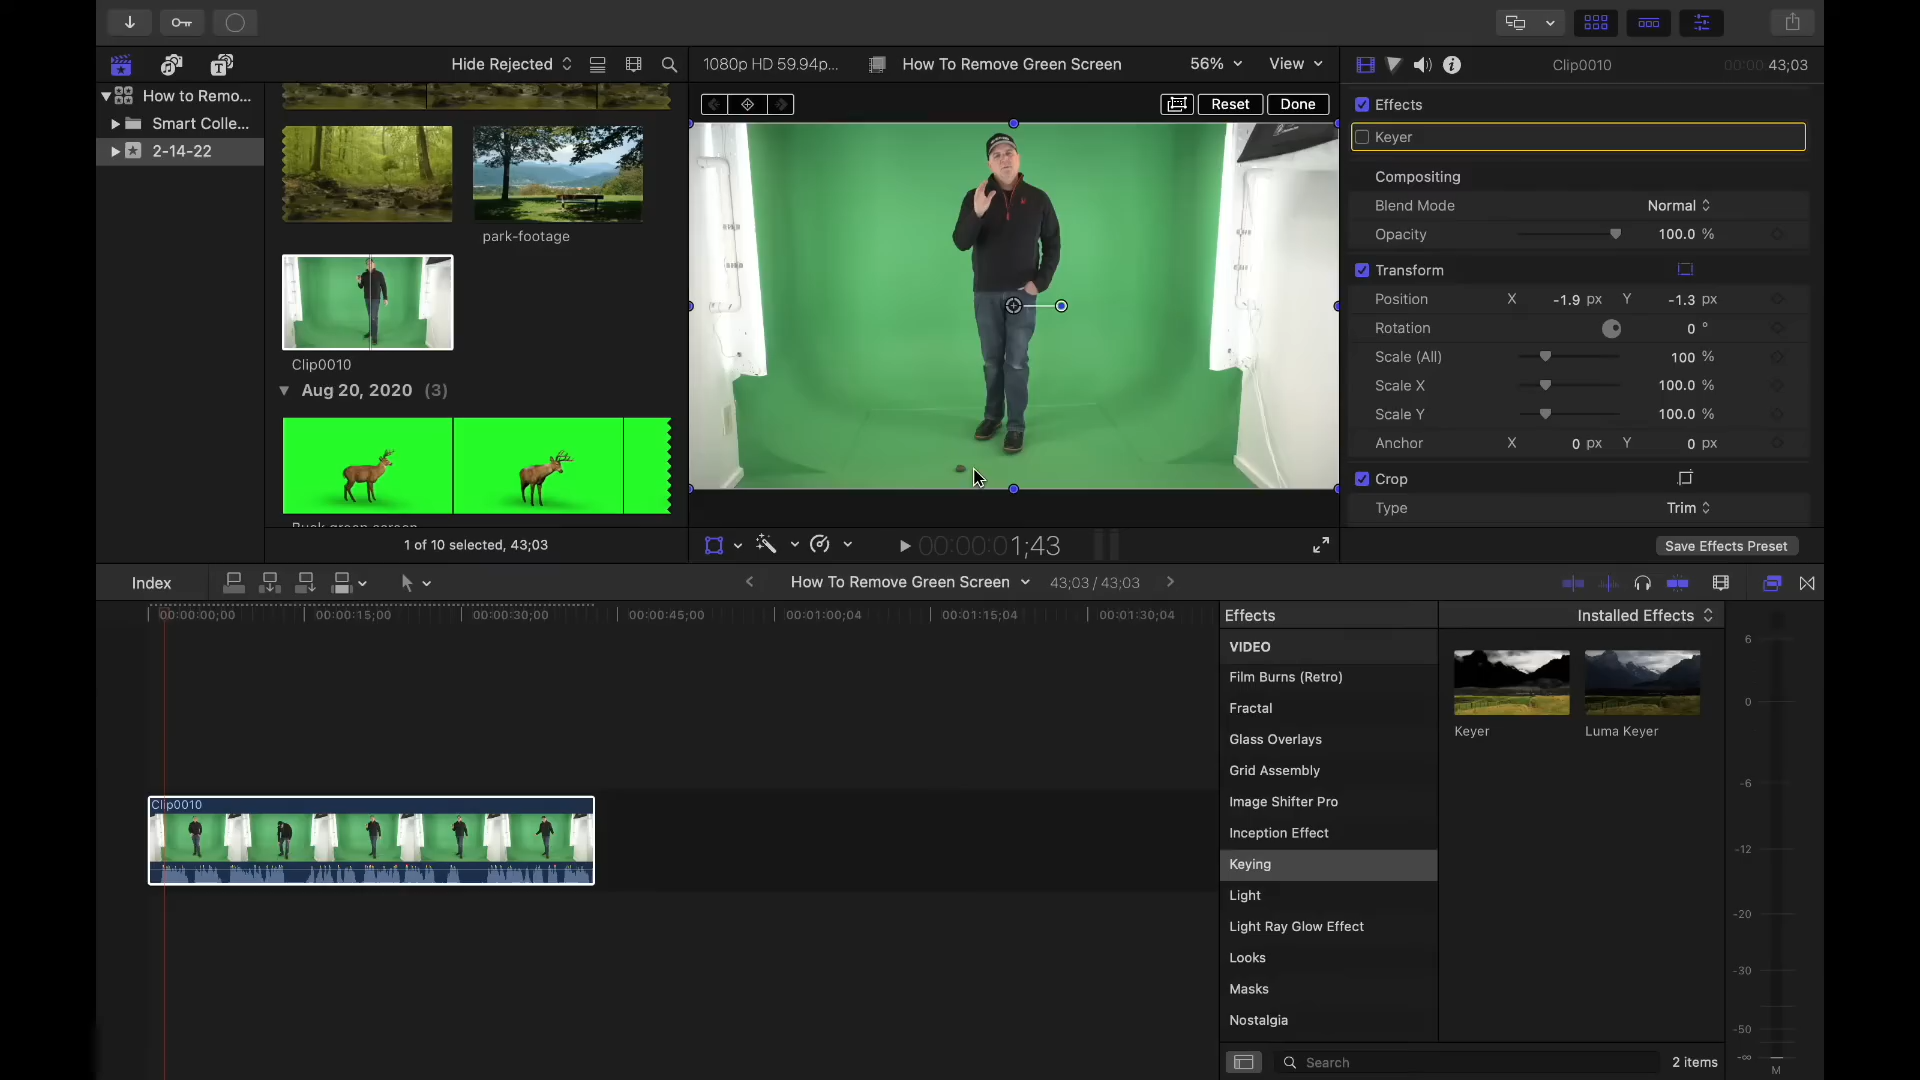 Hide Rejected
1080p HD 59.94p...
How To Remove Green Screen
56%
View
Clip0010
00:00 43;03
How to Remo...
Smart Colle...
2-14-22
park-footage
Clip0010
Aug 20, 2020 (3)
1 of 10 selected, 43;03
Reset
Done
00:00:01;43
Effects
Keyer
Compositing
Blend Mode
Normal
Opacity
100.0 %
Transform
Position
X -1.9 px Y -1.3 px
Rotation
0 °
Scale (All)
100 %
Scale X
100.0 %
Scale Y
100.0 %
Anchor
X 0 px Y 0 px
Crop
Type
Trim
Save Effects Preset
Index
How To Remove Green Screen
43;03 / 43;03
00:00:00;00
00:00:15;00
00:00:30;00
00:00:45;00
00:01:00;04
00:01:15;04
00:01:30;04
Clip0010
Effects
Installed Effects
VIDEO
Film Burns (Retro)
Fractal
Glass Overlays
Grid Assembly
Image Shifter Pro
Inception Effect
Keying
Light
Light Ray Glow Effect
Looks
Masks
Nostalgia
Keyer
Luma Keyer
Search
2 items
6
0
-6
-12
-20
-30
-50
-∞
M